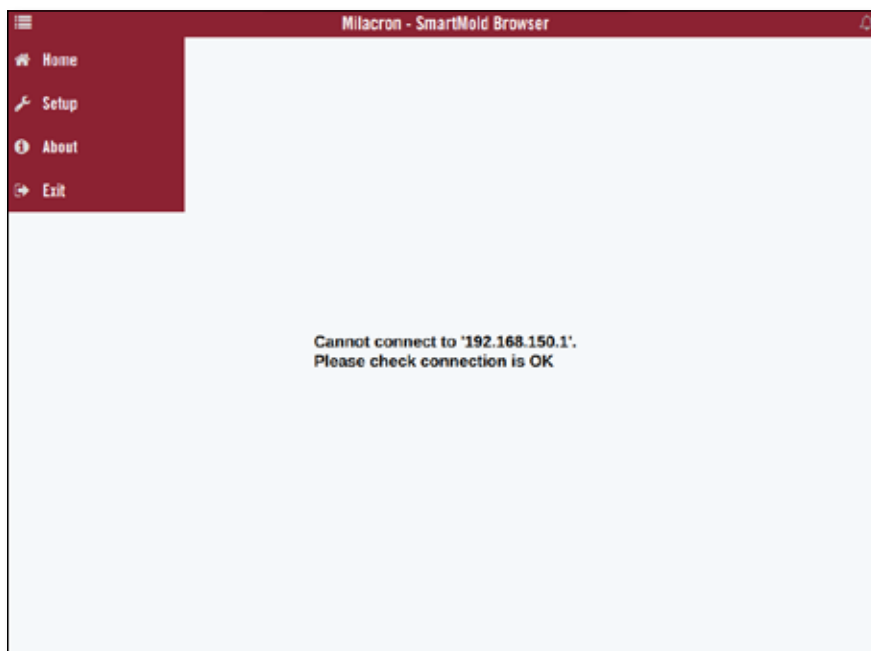 Milacron - SmartMold Browser
Home
Setup
About
Exit
Cannot connect to '192.168.150.1'.
Please check connection is OK